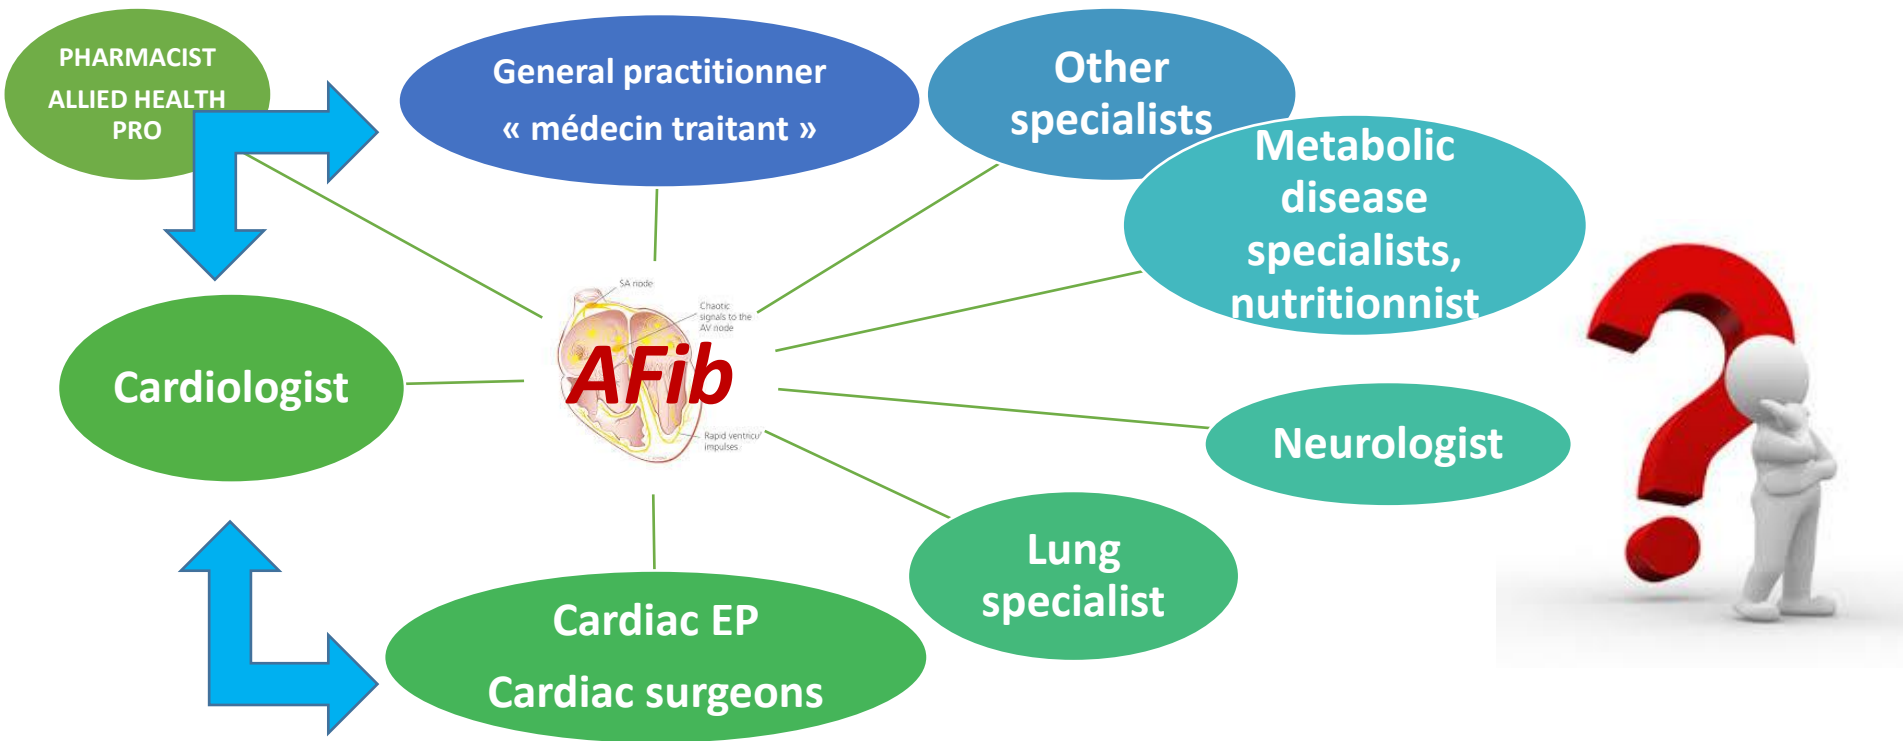 PHARMACIST
ALLIED HEALTH
PRO
General practitionner
« médecin traitant »
Other
specialists
Metabolic
disease
specialists,
nutritionnist
SA node
Chaotic
signals to the
AV node
AFib
Cardiologist
Neurologist
Rapid ventricu
impulses
Lung
specialist
Cardiac EP
Cardiac surgeons